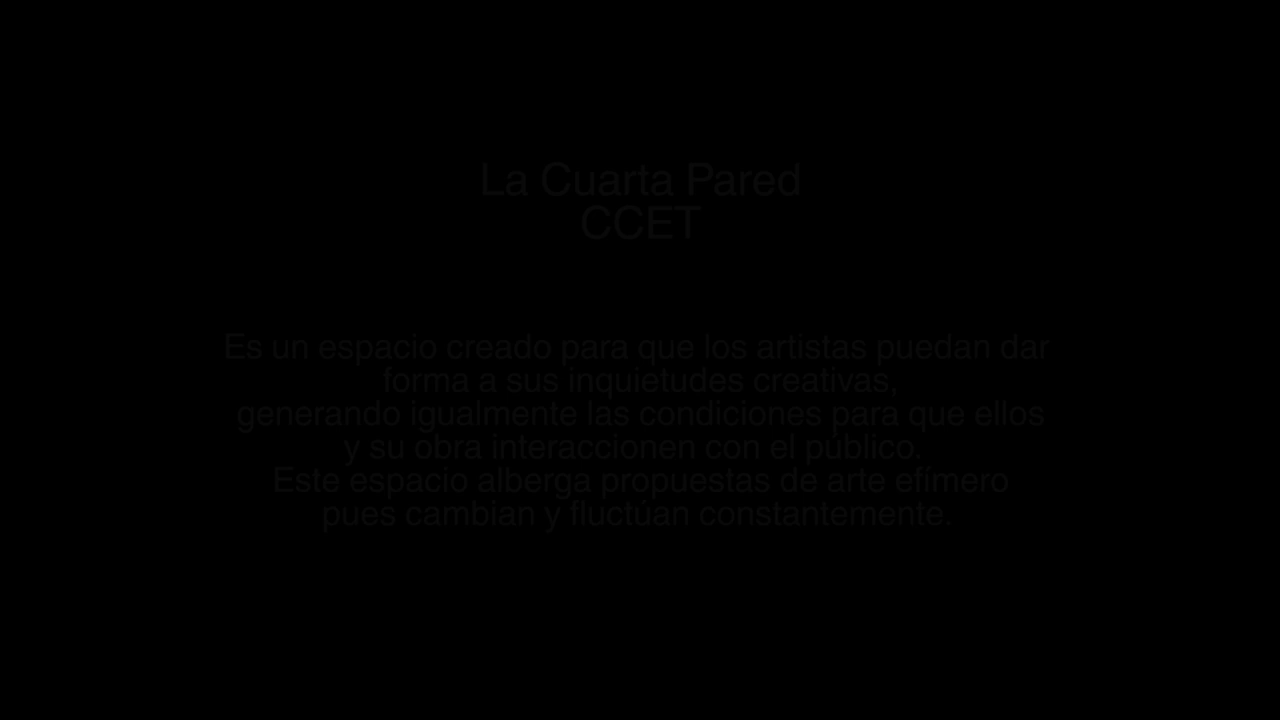 La Cuarta Pared
CCET
Es un espacio creado para que los artistas puedan dar
forma a sus inquietudes creativas,
generando igualmente las condiciones para que ellos
y su obra interaccionen con el público.
Este espacio alberga propuestas de arte efímero
pues cambian y fluctúan constantemente.